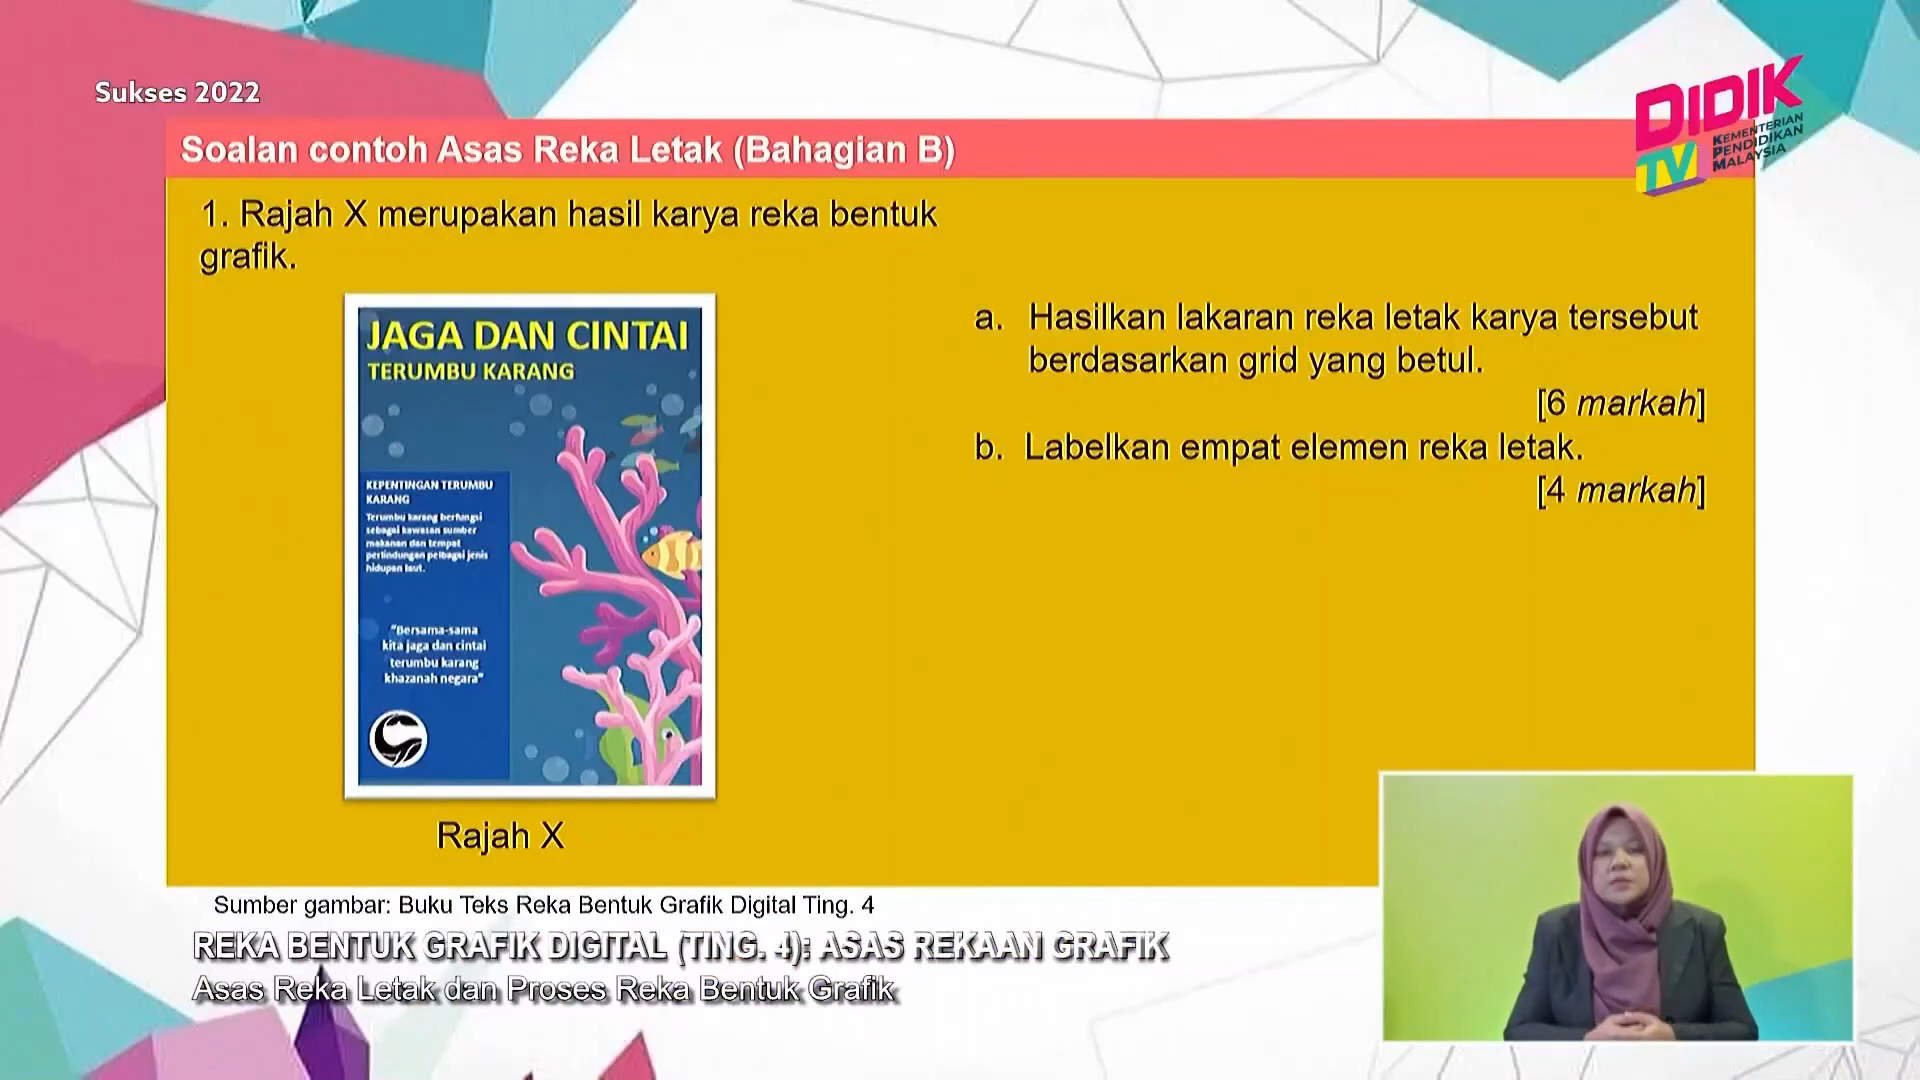 Sukses 2022
DIDIK
TV
KEMENTERIAN
PENDIDIKAN
MALAYSIA
Soalan contoh Asas Reka Letak (Bahagian B)
1. Rajah X merupakan hasil karya reka bentuk
grafik.
JAGA DAN CINTAI
TERUMBU KARANG
KEPENTINGAN TERUMBU
KARANG
Terumbu karang berfungsi
sebagai kawasan sumber
makanan dan tempat
perlindungan pelbagai jenis
hidupan laut.
"Bersama-sama
kita jaga dan cintai
terumbu karang
khazanah negara"
Rajah X
a. Hasilkan lakaran reka letak karya tersebut
berdasarkan grid yang betul.
[6 markah]
b. Labelkan empat elemen reka letak.
[4 markah]
Sumber gambar: Buku Teks Reka Bentuk Grafik Digital Ting. 4
REKA BENTUK GRAFIK DIGITAL (TING. 4): ASAS REKAAN GRAFIK
Asas Reka Letak dan Proses Reka Bentuk Grafik